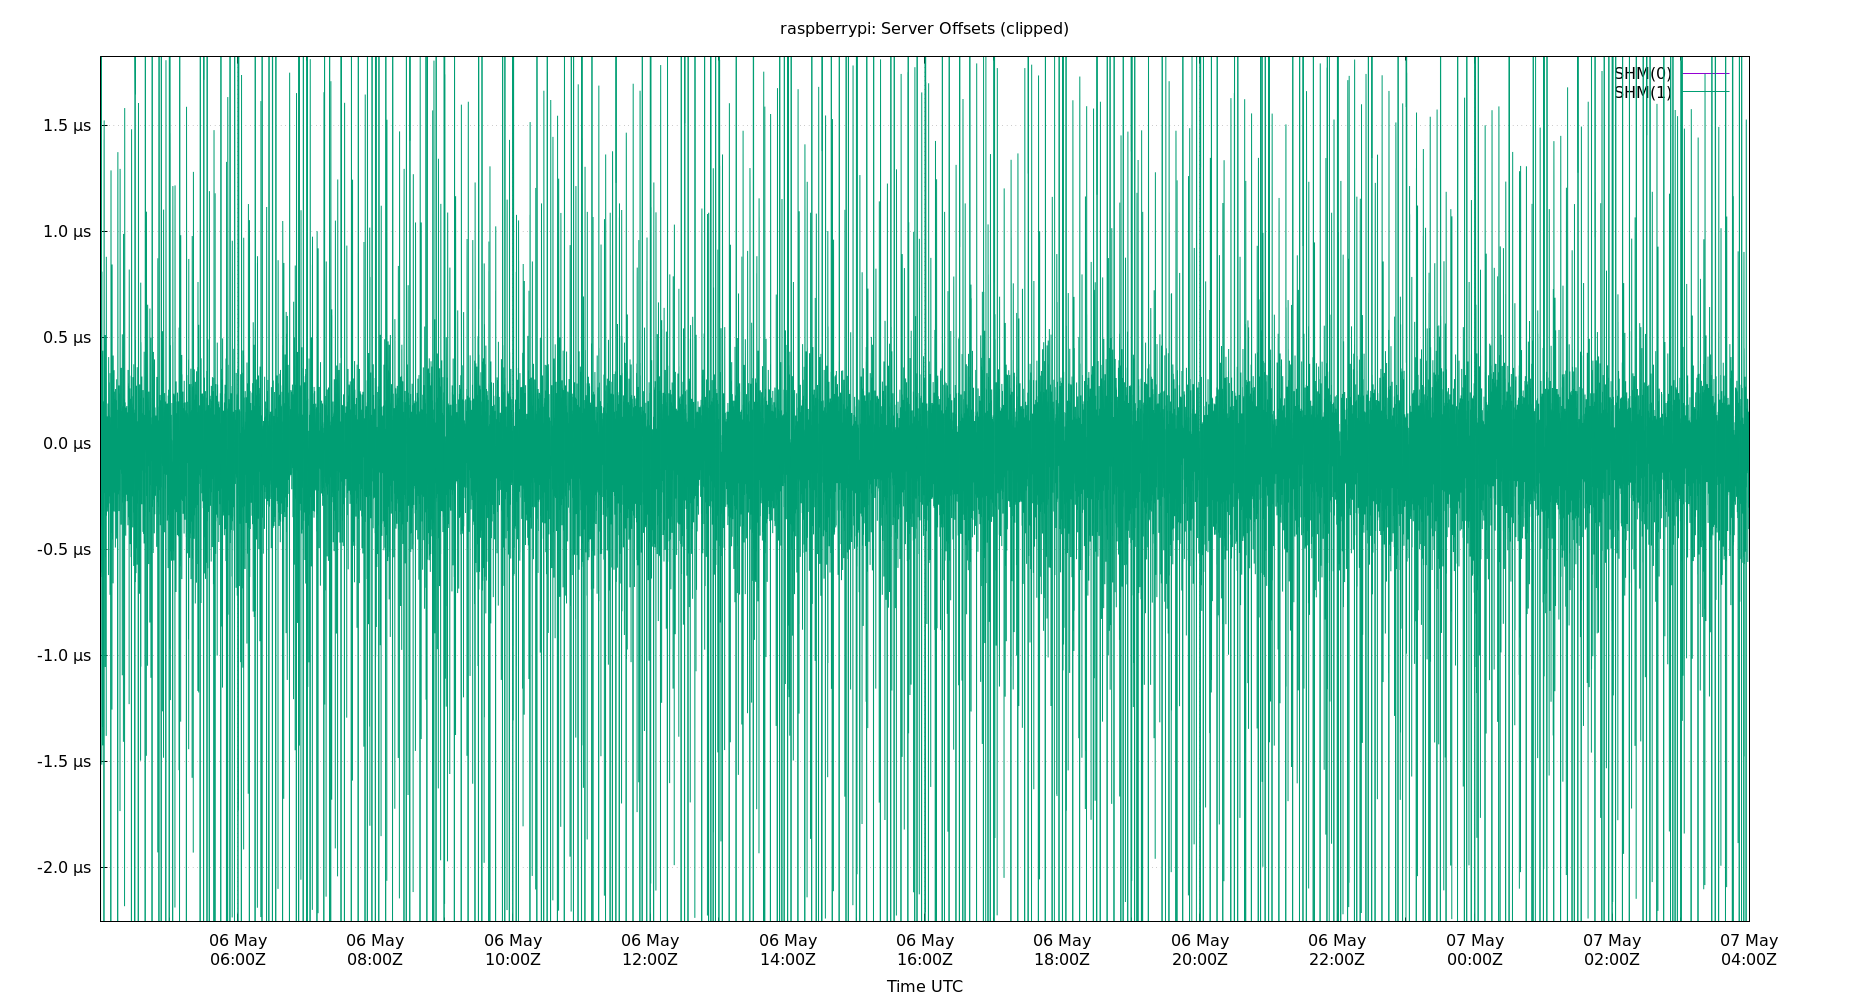 raspberrypi: Server Offsets (clipped)
SHM(0)
SHM(1)
1.5 µs
1.0 µs
0.5 µs
0.0 µs
-0.5 µs
-1.0 µs
-1.5 µs
-2.0 µs
06 May 06 May 06 May 06 May 06 May 06 May 06 May 06 May 06 May 07 May 07 May 07 May
06:00Z 08:00Z 10:00Z 12:00Z 14:00Z 16:00Z 18:00Z 20:00Z 22:00Z 00:00Z 02:00Z 04:00Z
Time UTC